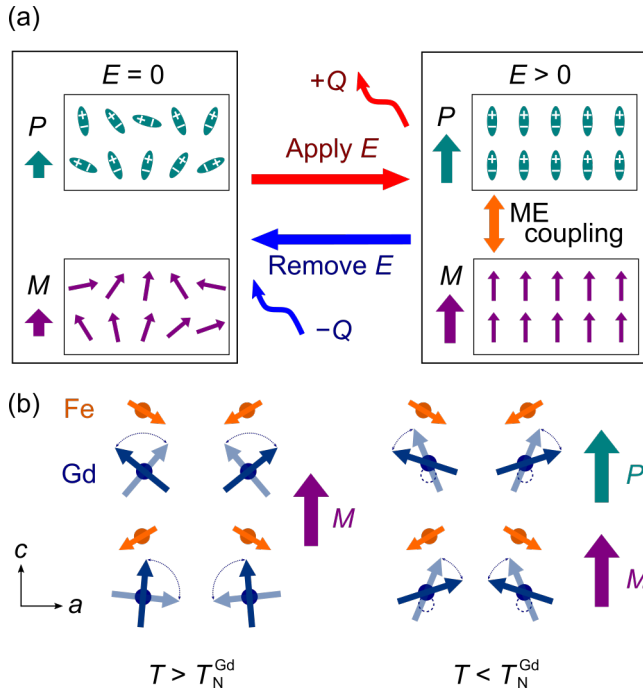 (a)
E = 0
P
M
+Q
Apply E
Remove E
−Q
E > 0
P
ME
coupling
M
(b)
Fe
Gd
M
P
M
c
a
T > T_N^Gd
T < T_N^Gd